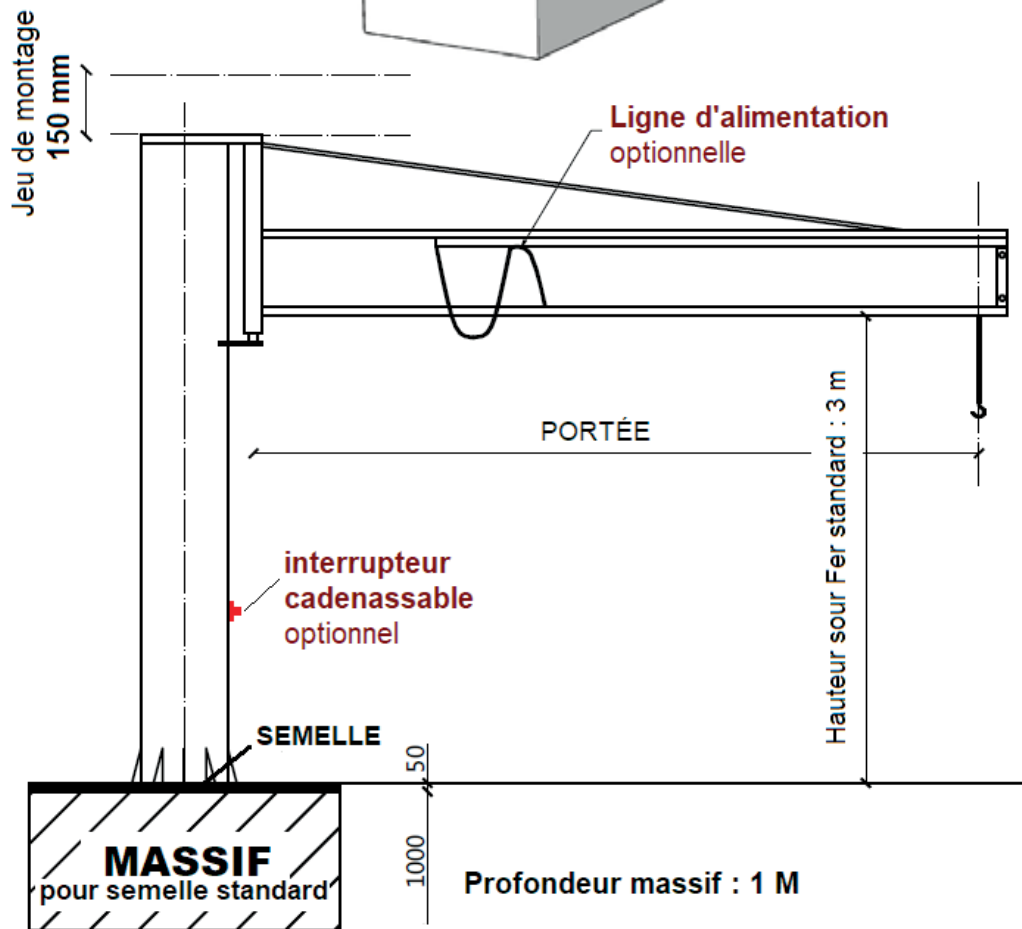 Jeu de montage
150 mm
Ligne d'alimentation
optionnelle
PORTÉE
Hauteur sour Fer standard : 3 m
interrupteur
cadenassable
optionnel
SEMELLE
50
MASSIF
pour semelle standard
1000
Profondeur massif : 1 M